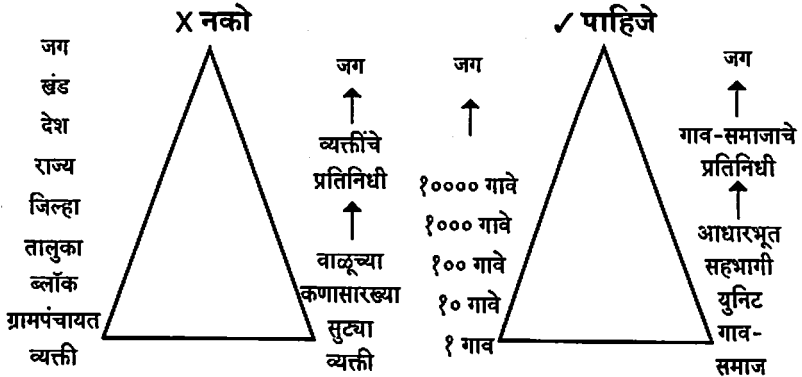 X नको
जग
खंड
देश
राज्य
जिल्हा
तालुका
ब्लॉक
ग्रामपंचायत
व्यक्ती
जग
व्यक्तींचे
प्रतिनिधी
वाळूच्या
कणासारख्या
सुट्या
व्यक्ती
✓ पाहिजे
जग
१०००० गावे
१००० गावे
१०० गावे
१० गावे
१ गाव
जग
गाव-समाजाचे
प्रतिनिधी
आधारभूत
सहभागी
युनिट
गाव-
समाज